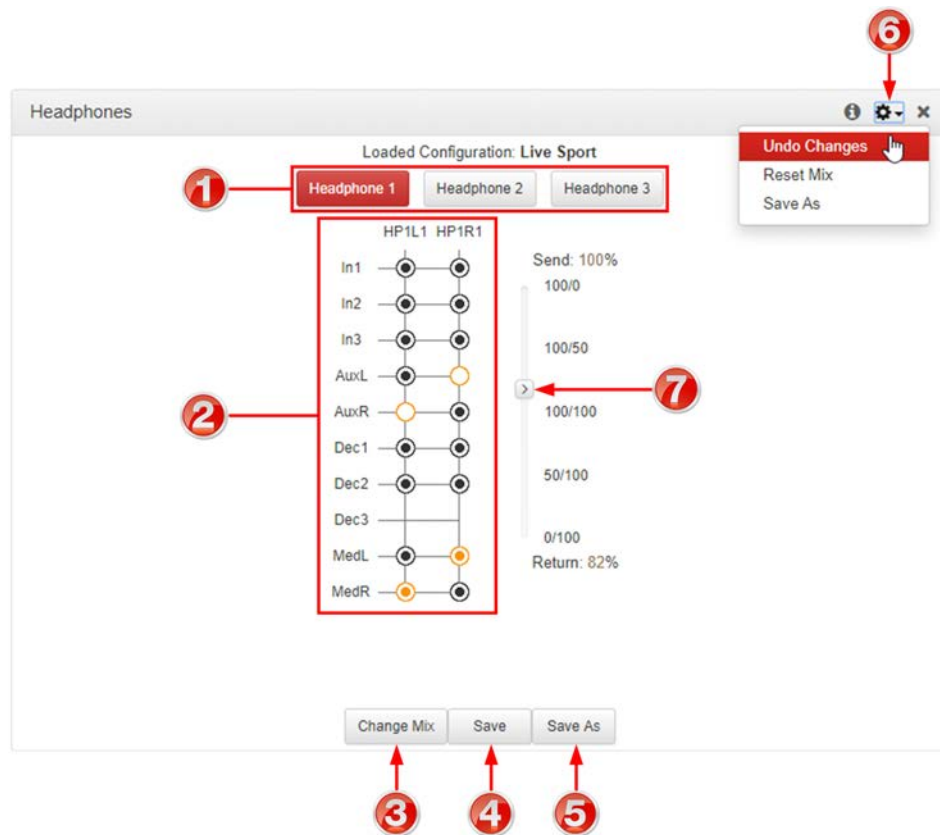 6
Headphones
Undo Changes
Reset Mix
Save As
Loaded Configuration: Live Sport
1
Headphone 1 Headphone 2 Headphone 3
HP1L1 HP1R1
In1
In2
In3
AuxL
AuxR
Dec1
Dec2
Dec3
MedL
MedR
2
Send: 100%
100/0
100/50
100/100
50/100
0/100
Return: 82%
7
Change Mix Save Save As
3 4 5